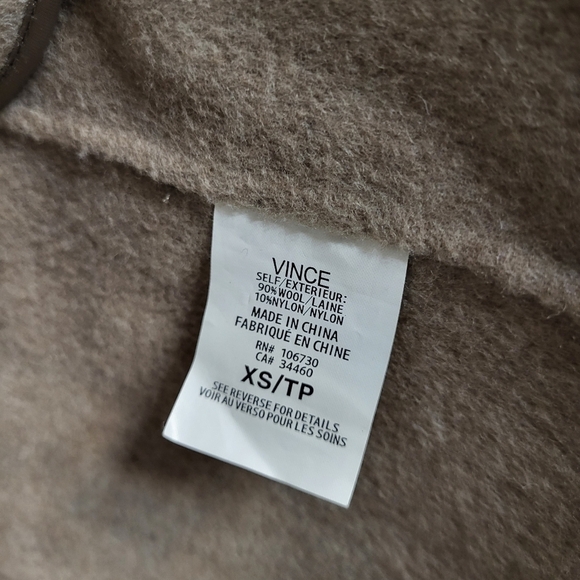 VINCE
SELF/EXTERIEUR:
90%WOOL/LAINE
10%NYLON/NYLON
MADE IN CHINA
FABRIQUÉ EN CHINE
RN# 106730
CA# 34460
XS/TP
SEE REVERSE FOR DETAILS
VOIR AU VERSO POUR LES SOINS